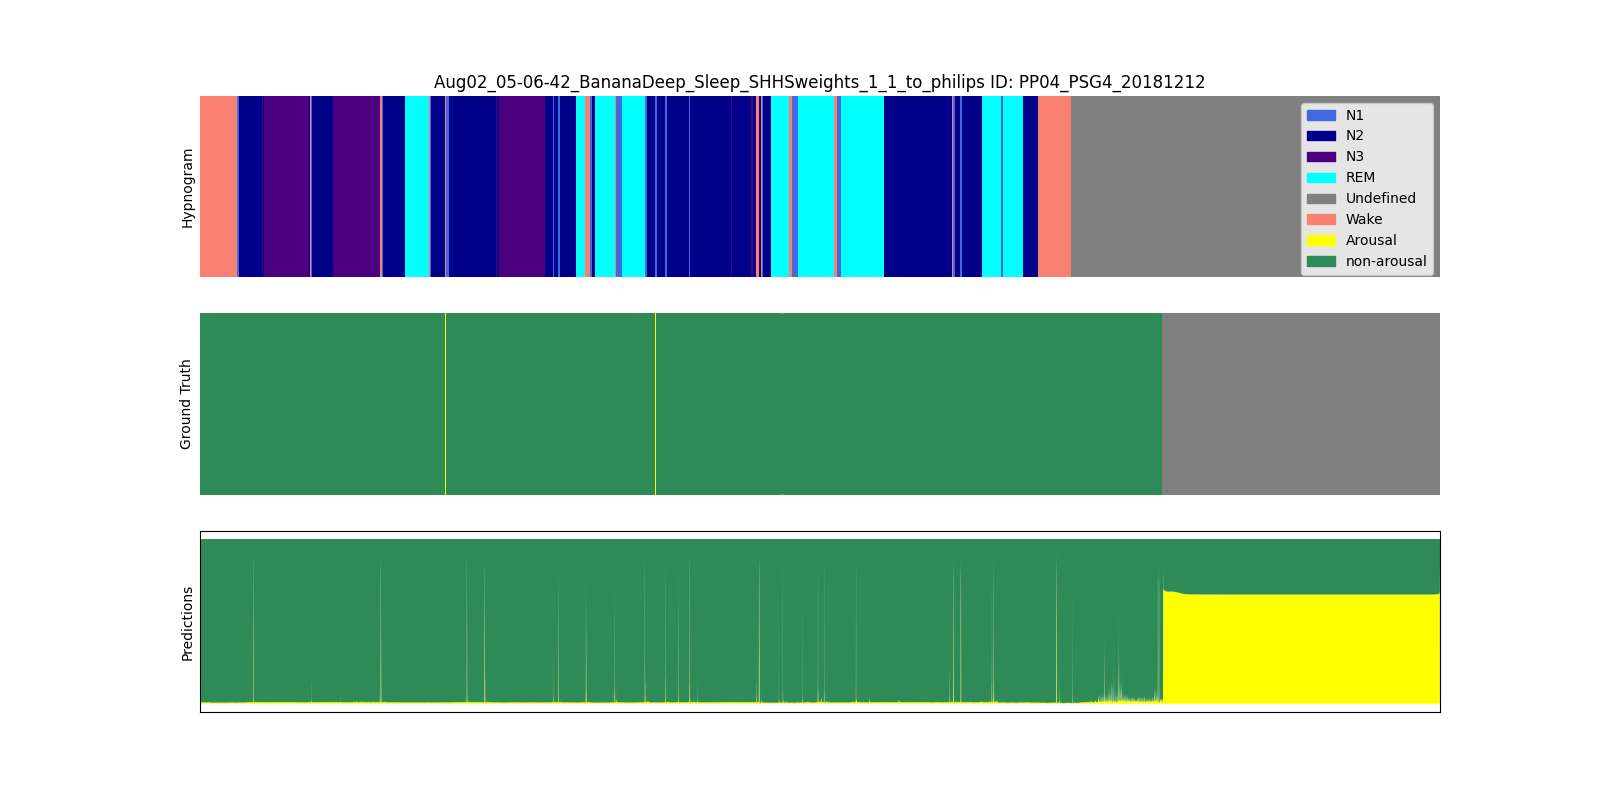 Aug02_05-06-42_BananaDeep_Sleep_SHHSweights_1_1_to_philips ID: PP04_PSG4_20181212
Hypnogram
N1
N2
N3
REM
Undefined
Wake
Arousal
non-arousal
Ground Truth
Predictions